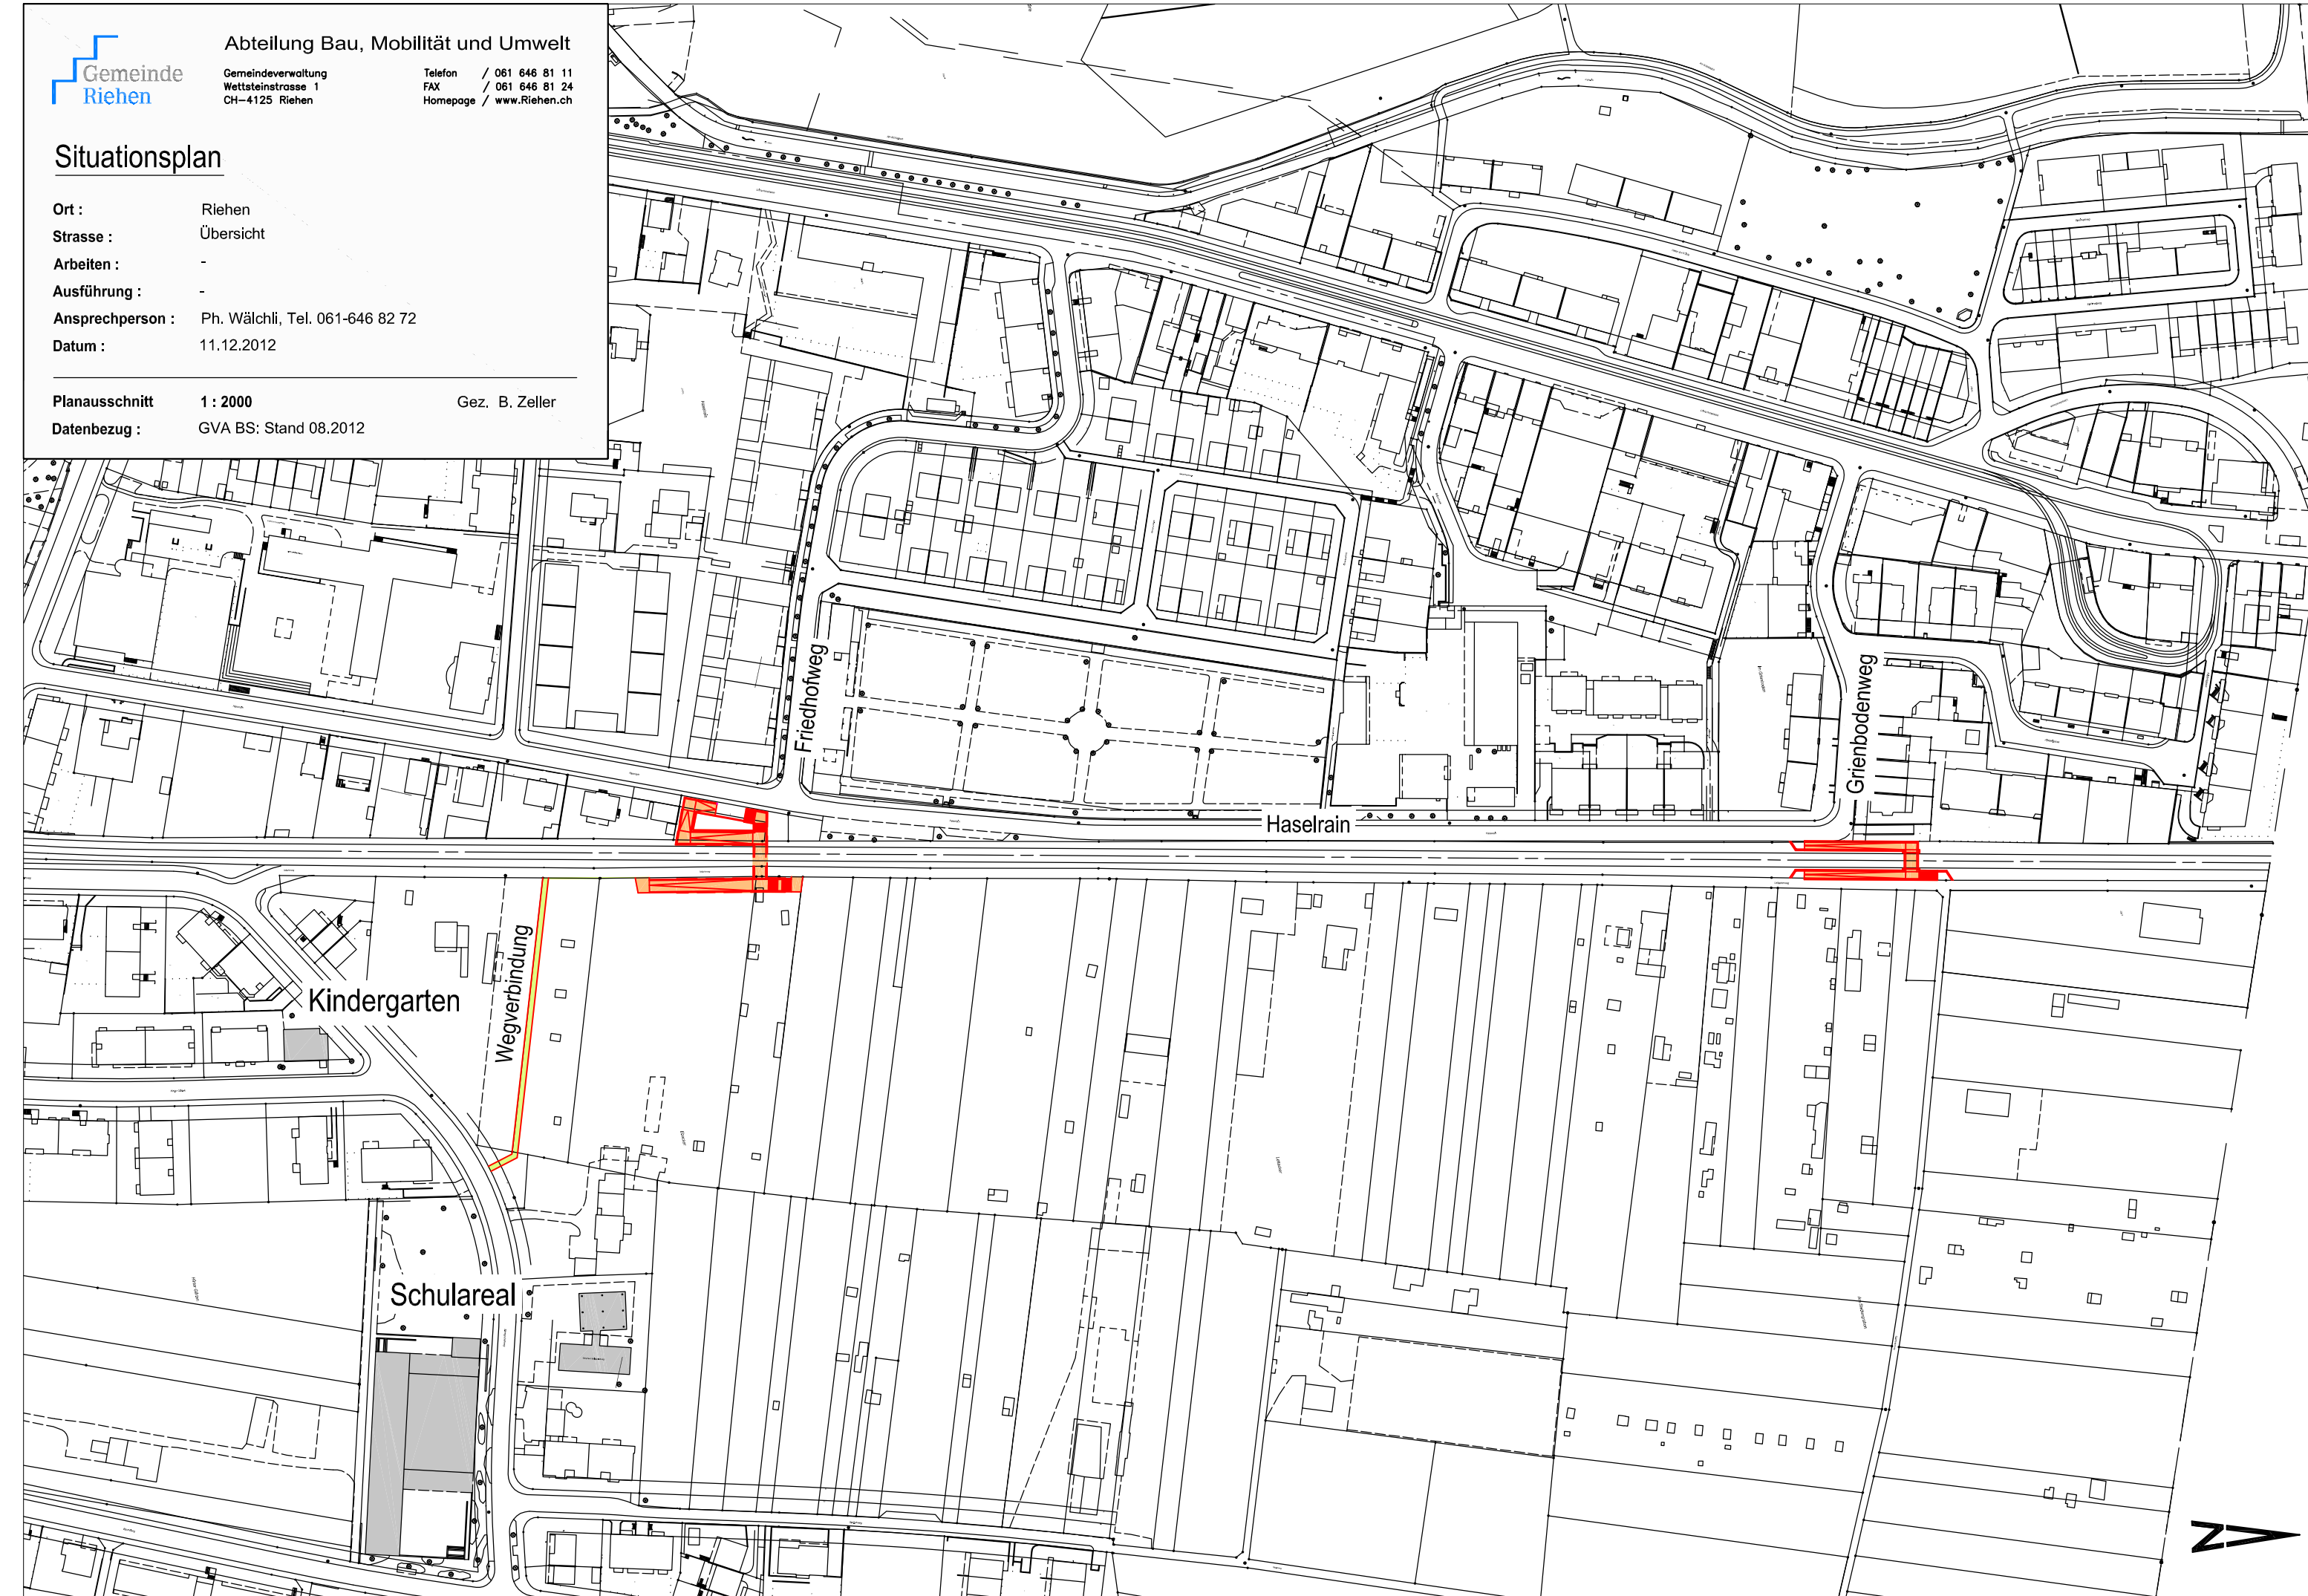 Gemeinde
Riehen
Abteilung Bau, Mobilität und Umwelt
Gemeindeverwaltung
Wettsteinstrasse 1
CH-4125 Riehen
Telefon / 061 646 81 11
FAX / 061 646 81 24
Homepage / www.Riehen.ch
Situationsplan
Ort : Riehen
Strasse : Übersicht
Arbeiten : -
Ausführung : -
Ansprechperson : Ph. Wälchli, Tel. 061-646 82 72
Datum : 11.12.2012
Planausschnitt 1 : 2000 Gez. B. Zeller
Datenbezug : GVA BS: Stand 08.2012
Friedhofweg
Grienbodenweg
Haselrain
Wegverbindung
Kindergarten
Schulareal
N